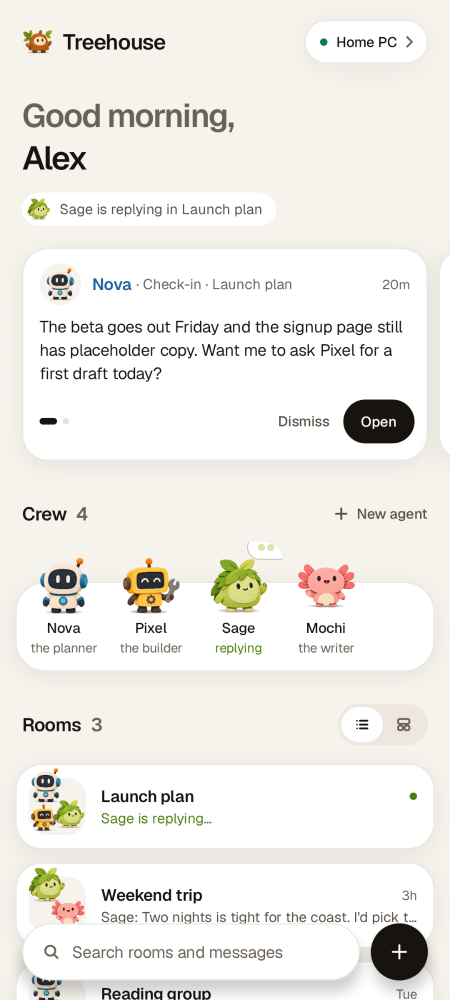 Treehouse
Home PC
Good morning,
Alex
Sage is replying in Launch plan
Nova · Check-in · Launch plan
20m
The beta goes out Friday and the signup page still
has placeholder copy. Want me to ask Pixel for a
first draft today?
Dismiss
Open
Crew 4
+ New agent
Nova
the planner
Pixel
the builder
Sage
replying
Mochi
the writer
Rooms 3
Launch plan
Sage is replying...
Weekend trip
3h
Sage: Two nights is tight for the coast. I'd pick t...
Search rooms and messages
Reading group
Tue